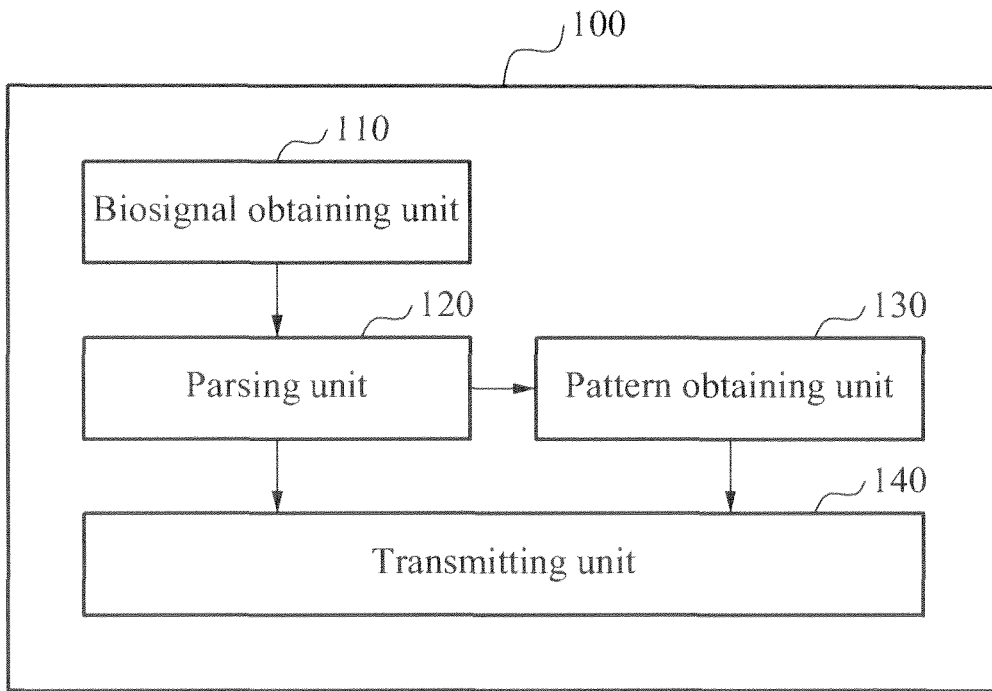 100
110
Biosignal obtaining unit
120
130
Parsing unit
Pattern obtaining unit
140
Transmitting unit